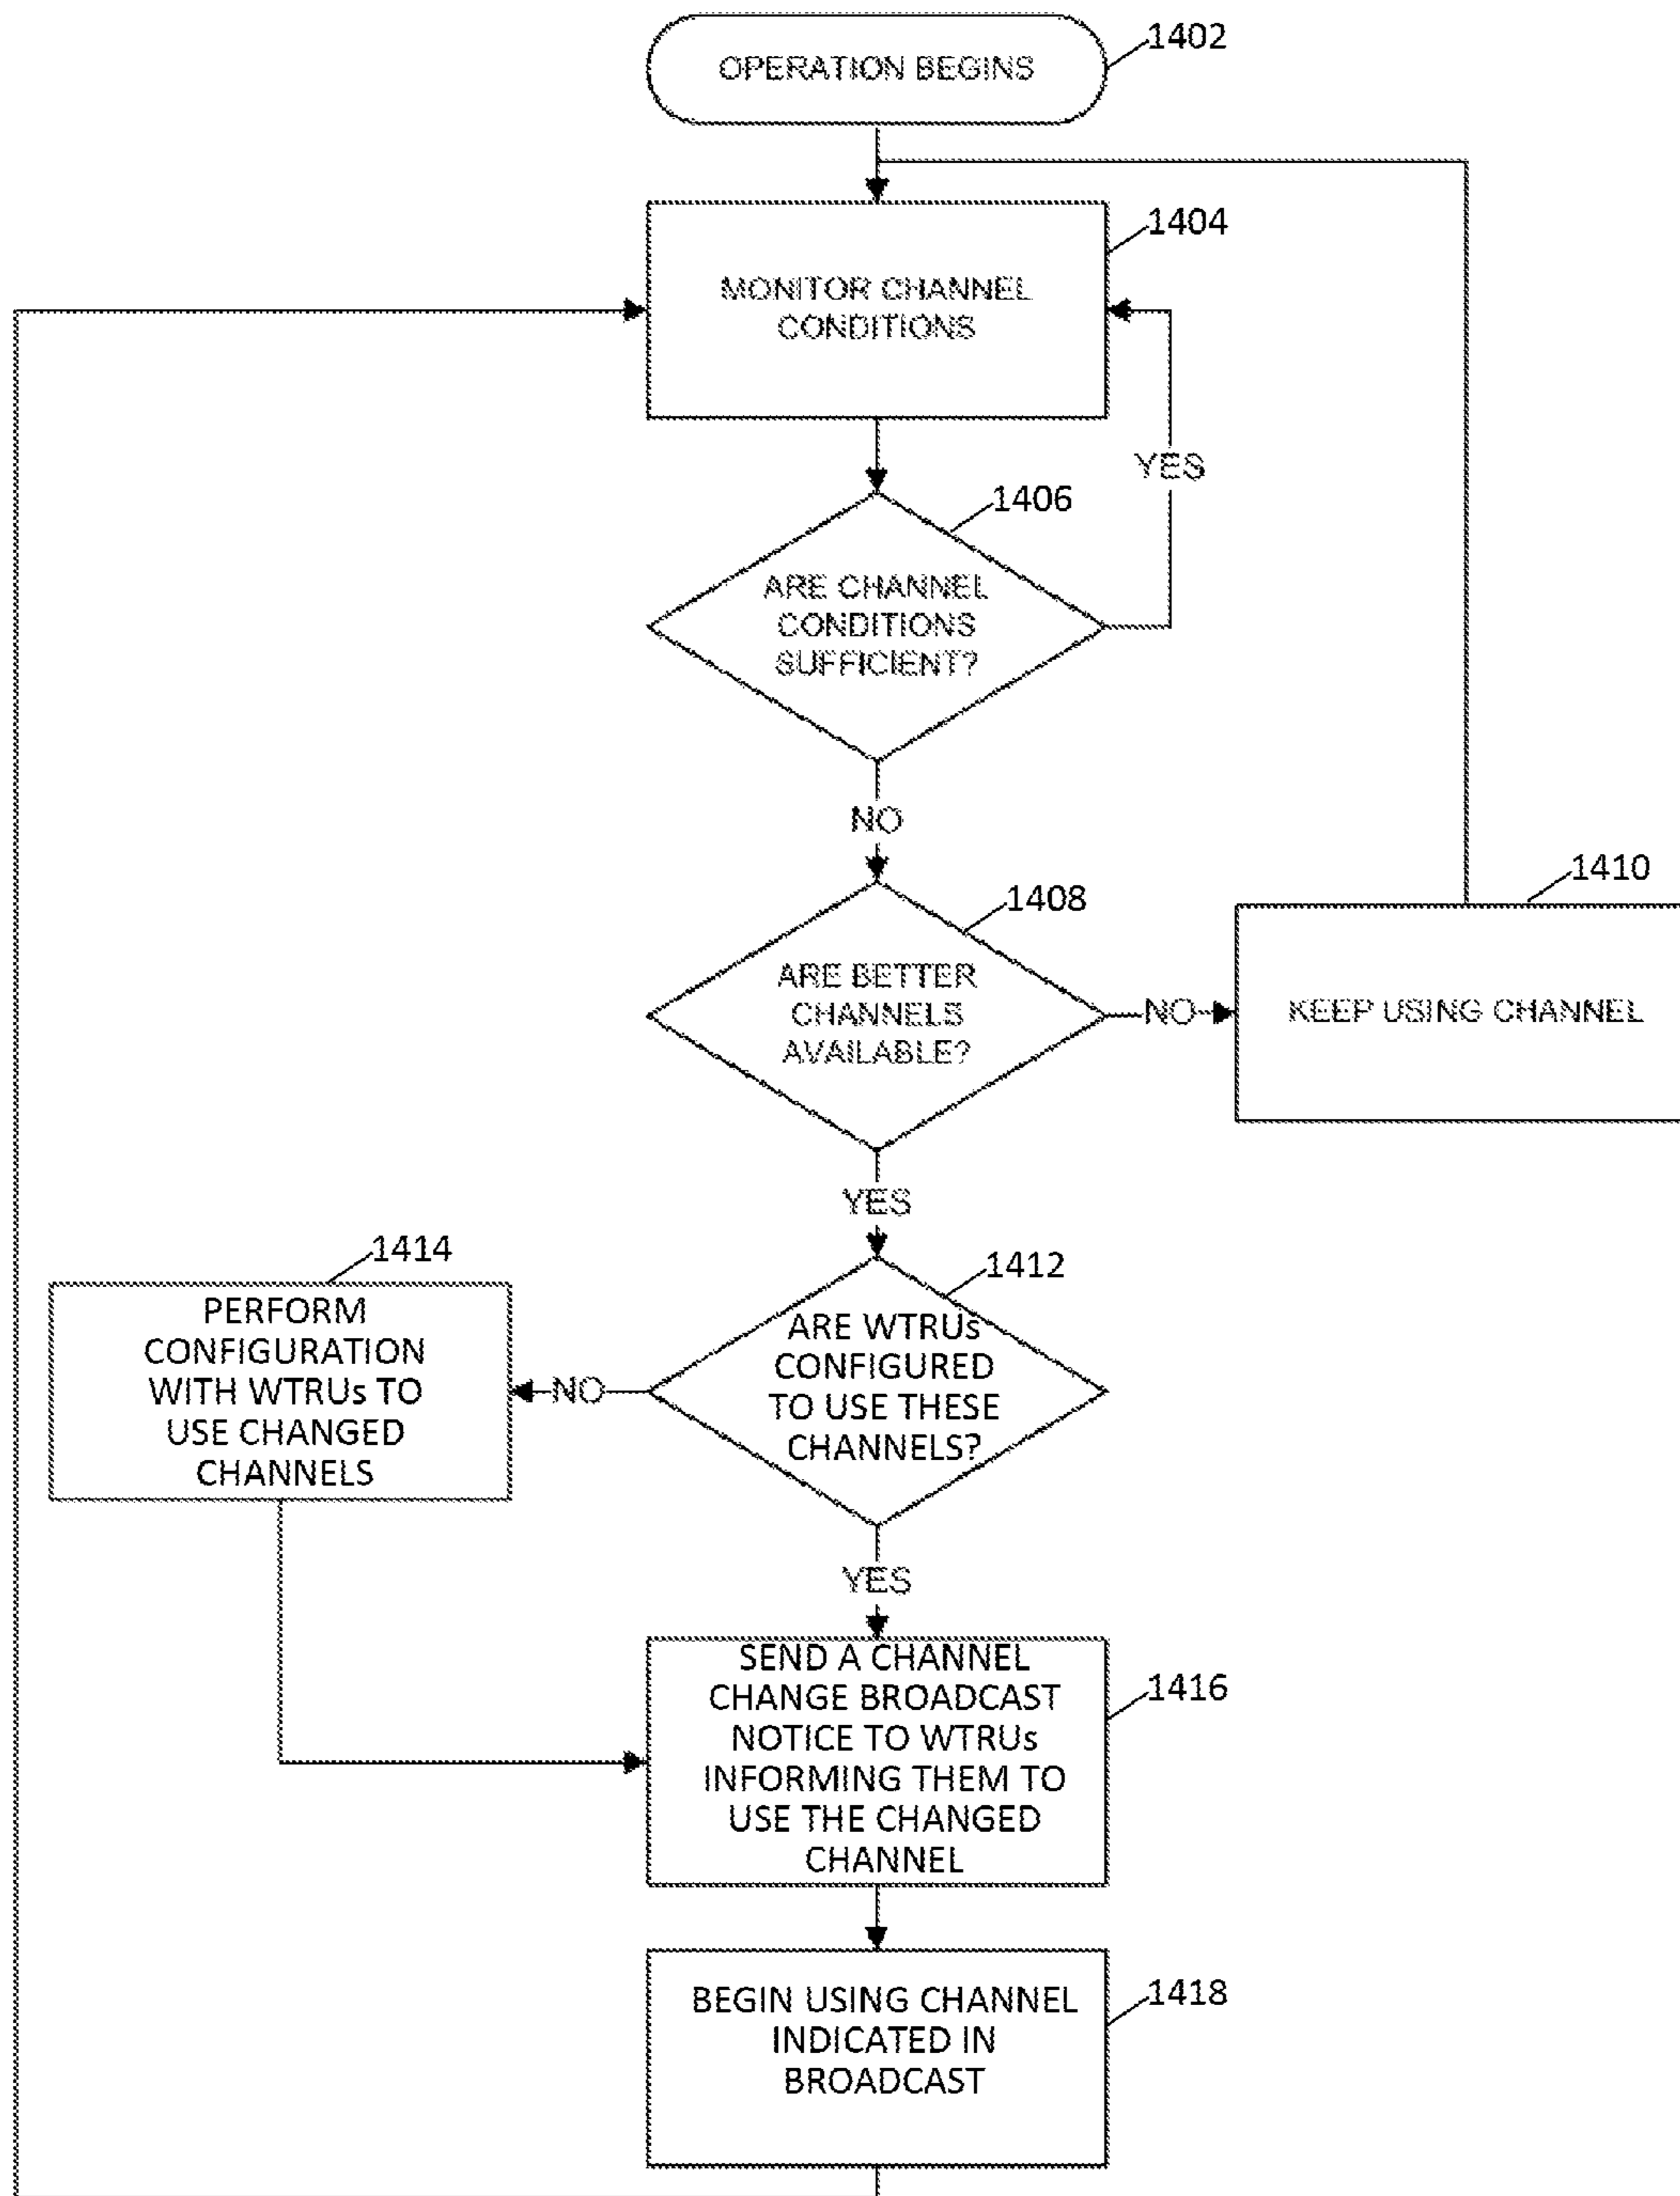 1402
OPERATION BEGINS
1404
MONITOR CHANNEL
CONDITIONS
YES
1406
ARE CHANNEL
CONDITIONS
SUFFICIENT?
NO
1408
ARE BETTER
CHANNELS
AVAILABLE?
NO
1410
KEEP USING CHANNEL
YES
1412
ARE WTRUs
CONFIGURED
TO USE THESE
CHANNELS?
NO
1414
PERFORM
CONFIGURATION
WITH WTRUs TO
USE CHANGED
CHANNELS
YES
SEND A CHANNEL
CHANGE BROADCAST
NOTICE TO WTRUs
INFORMING THEM TO
USE THE CHANGED
CHANNEL
1416
BEGIN USING CHANNEL
INDICATED IN
BROADCAST
1418